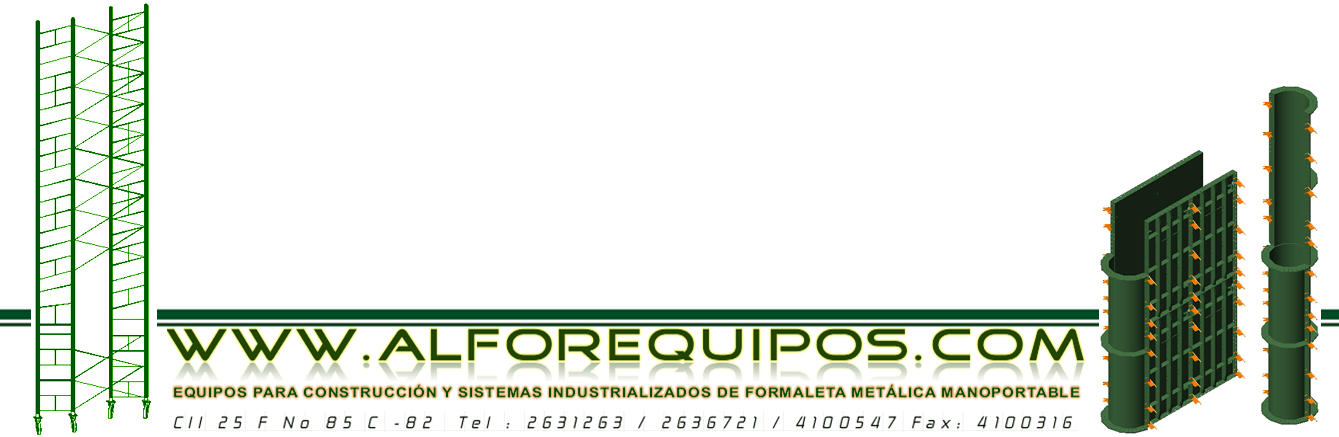 WWW.ALFOREQUIPOS.COM
EQUIPOS PARA CONSTRUCCIÓN Y SISTEMAS INDUSTRIALIZADOS DE FORMALETA METÁLICA MANOPORTABLE
Cll 25 F No 85 C -82 Tel : 2631263 / 2636721 / 4100547 Fax: 4100316